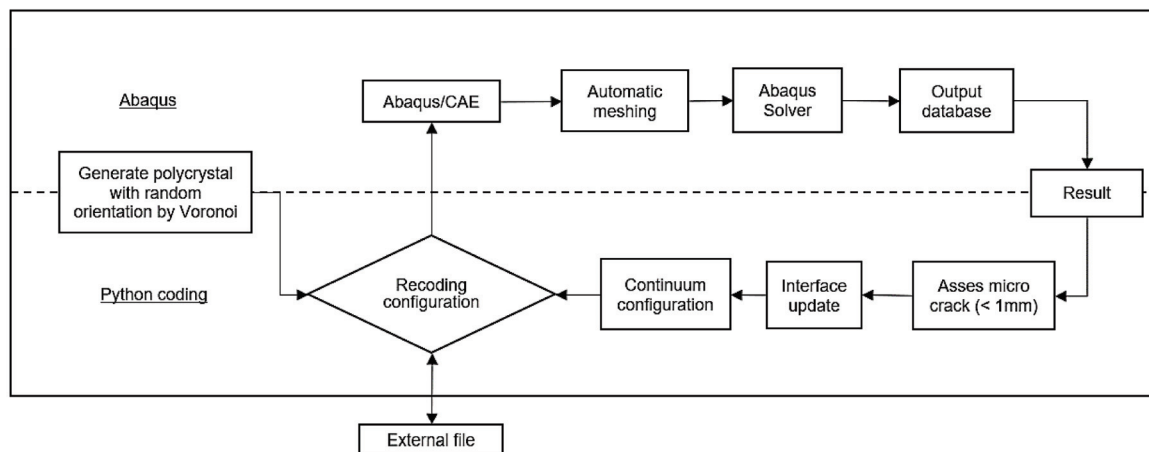 Abaqus
Abaqus/CAE
Automatic
meshing
Abaqus
Solver
Output
database
Generate polycrystal
with random
orientation by Voronoi
Result
Python coding
Recoding
configuration
Continuum
configuration
Interface
update
Asses micro
crack (< 1mm)
External file